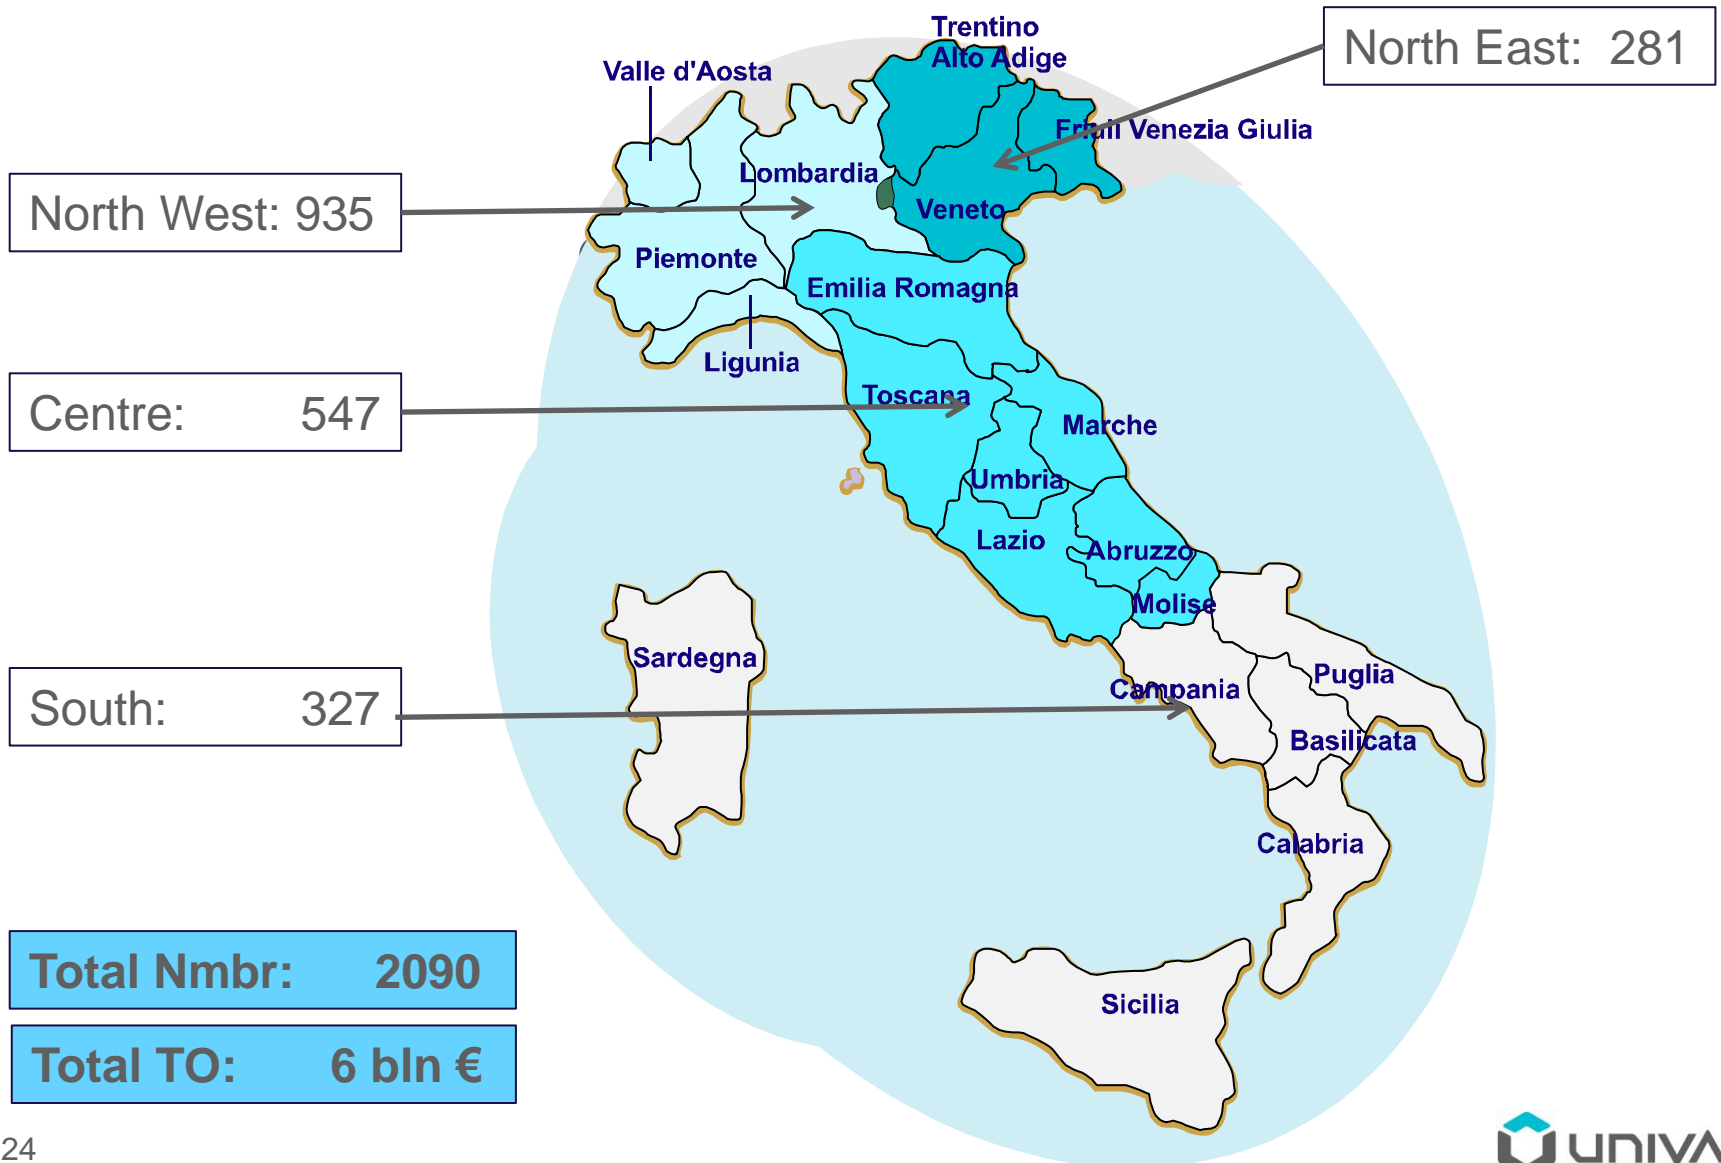 Trentino
Alto Adige
North East: 281
Valle d'Aosta
Friuli Venezia Giulia
Lombardia
North West: 935
Veneto
Piemonte
Emilia Romagna
Ligunia
Centre: 547
Toscana
Marche
Umbria
Lazio
Abruzzo
Molise
Sardegna
Puglia
South: 327
Campania
Basilicata
Calabria
Total Nmbr: 2090
Sicilia
Total TO: 6 bln €
24